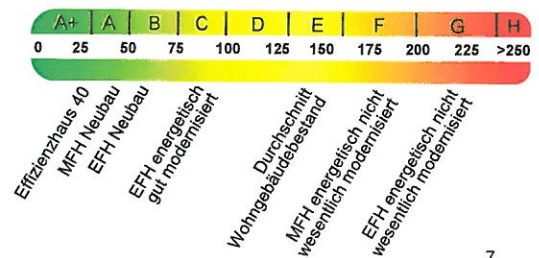 A+ A B C D E F G H
0 25 50 75 100 125 150 175 200 225 >250
Effizienzhaus 40
MFH Neubau
EFH Neubau
EFH energetisch
gut modernisiert
Durchschnitt
Wohngebäudebestand
MFH energetisch nicht
wesentlich modernisiert
EFH energetisch nicht
wesentlich modernisiert
7